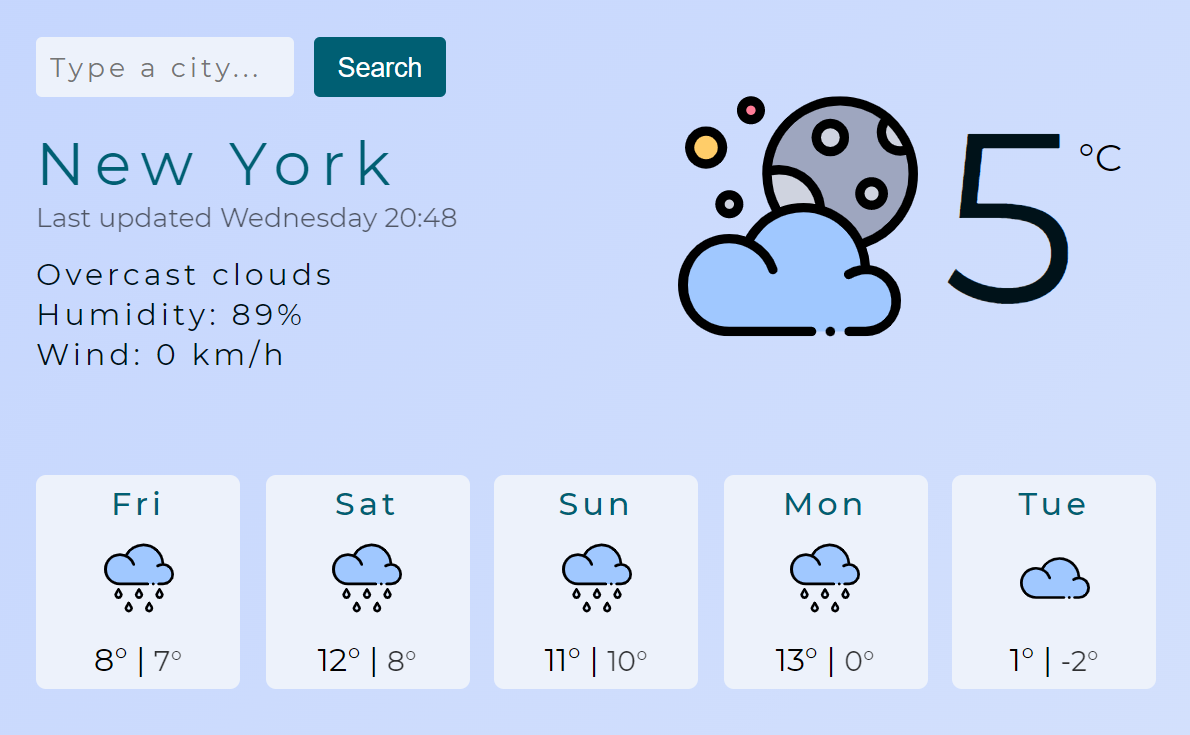 Type a city...
Search
New York
Last updated Wednesday 20:48
Overcast clouds
Humidity: 89%
Wind: 0 km/h
5 °C
Fri
8° | 7°
Sat
12° | 8°
Sun
11° | 10°
Mon
13° | 0°
Tue
1° | -2°